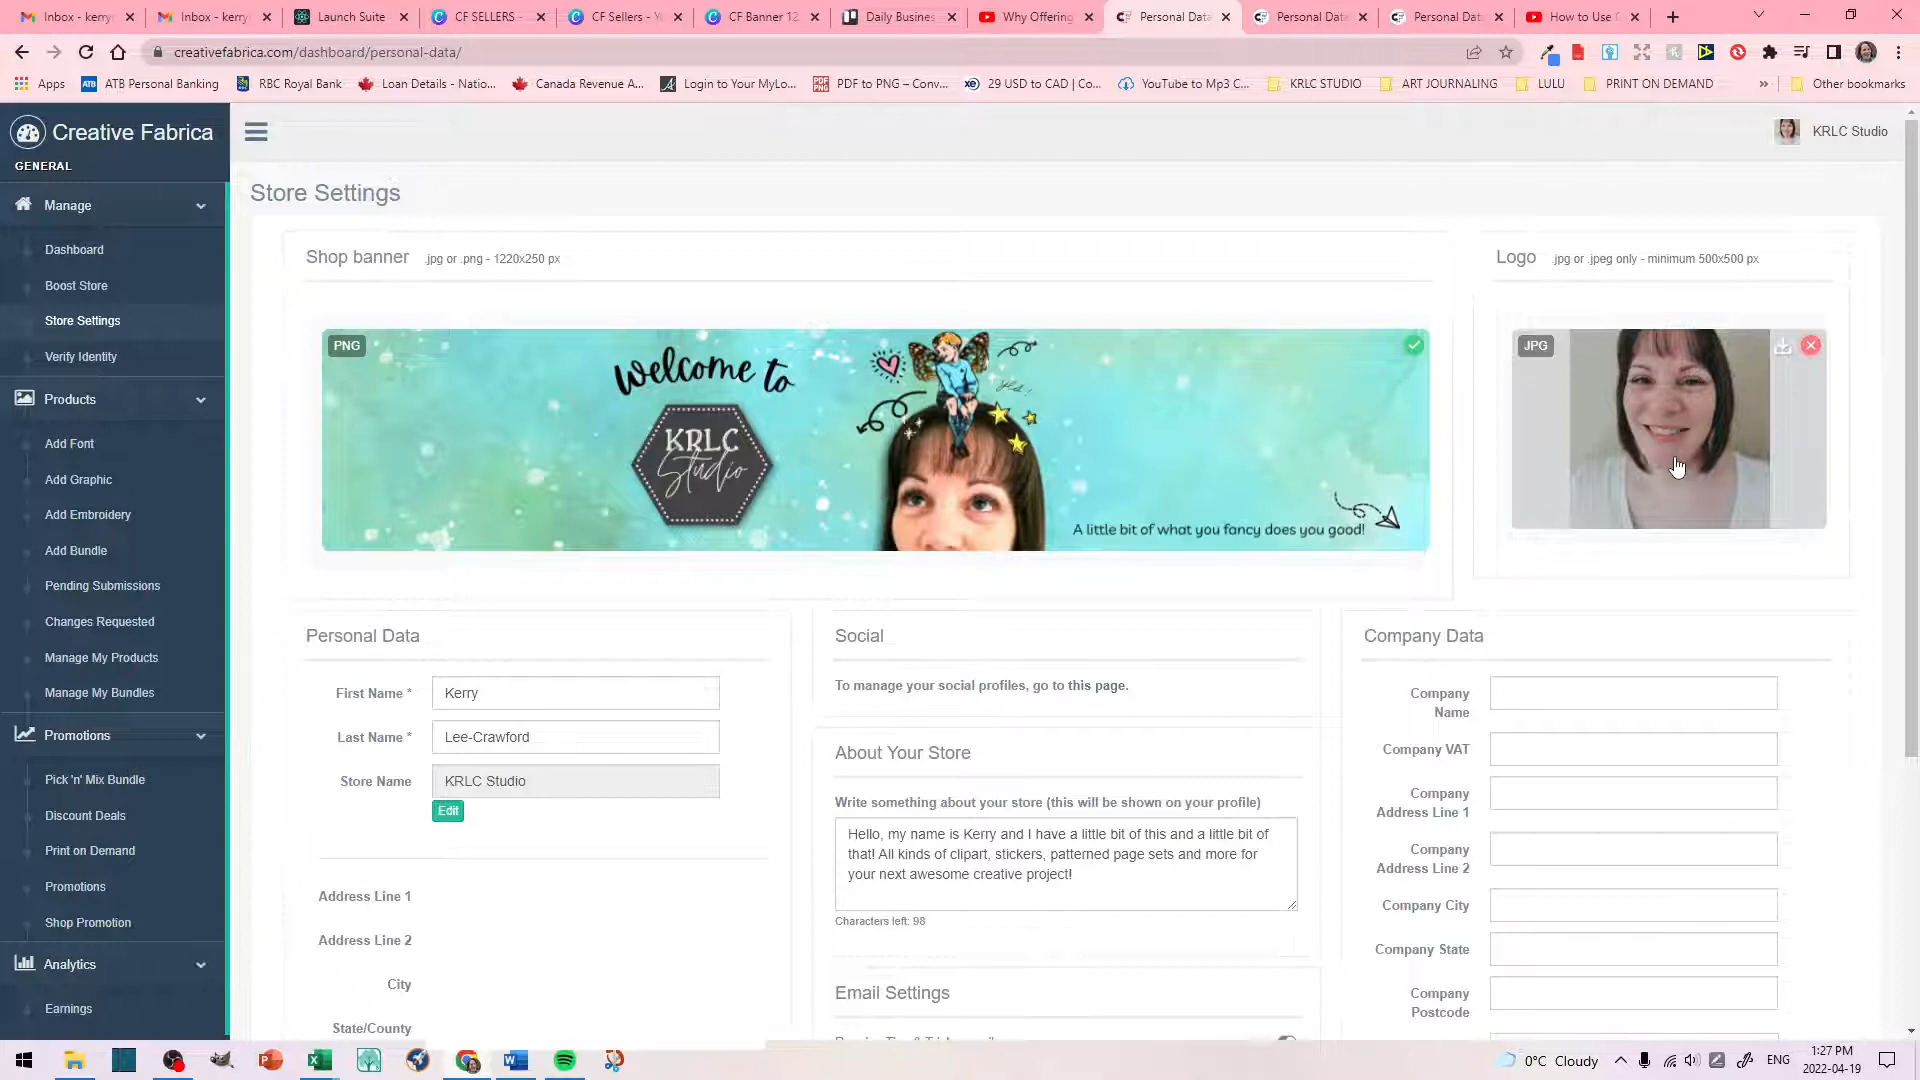 Inbox - kerry
Inbox - kerry
Launch Suite
CF SELLERS -
CF Sellers - Y
CF Banner 12
Daily Busines
Why Offering
Personal Data
Personal Data
Personal Dat
How to Use
creativefabrica.com/dashboard/personal-data/
Apps
ATB Personal Banking
RBC Royal Bank
Loan Details - Natio...
Canada Revenue A...
Login to Your MyLo...
PDF to PNG – Conv...
29 USD to CAD | Co...
YouTube to Mp3 C...
KRLC STUDIO
ART JOURNALING
LULU
PRINT ON DEMAND
»
Other bookmarks
Creative Fabrica
KRLC Studio
GENERAL
Manage
Dashboard
Boost Store
Store Settings
Verify Identity
Products
Add Font
Add Graphic
Add Embroidery
Add Bundle
Pending Submissions
Changes Requested
Manage My Products
Manage My Bundles
Promotions
Pick 'n' Mix Bundle
Discount Deals
Print on Demand
Promotions
Shop Promotion
Analytics
Earnings
Store Settings
Shop banner .jpg or .png - 1220x250 px
PNG
welcome to
KRLC
Studio
yes!
A little bit of what you fancy does you good!
Logo .jpg or .jpeg only - minimum 500x500 px
JPG
Personal Data
First Name * Kerry
Last Name * Lee-Crawford
Store Name KRLC Studio
Edit
Address Line 1
Address Line 2
City
State/County
Social
To manage your social profiles, go to this page.
About Your Store
Write something about your store (this will be shown on your profile)
Hello, my name is Kerry and I have a little bit of this and a little bit of
that! All kinds of clipart, stickers, patterned page sets and more for
your next awesome creative project!
Characters left: 98
Email Settings
Company Data
Company
Name
Company VAT
Company
Address Line 1
Company
Address Line 2
Company City
Company State
Company
Postcode
0°C Cloudy
ENG
1:27 PM
2022-04-19